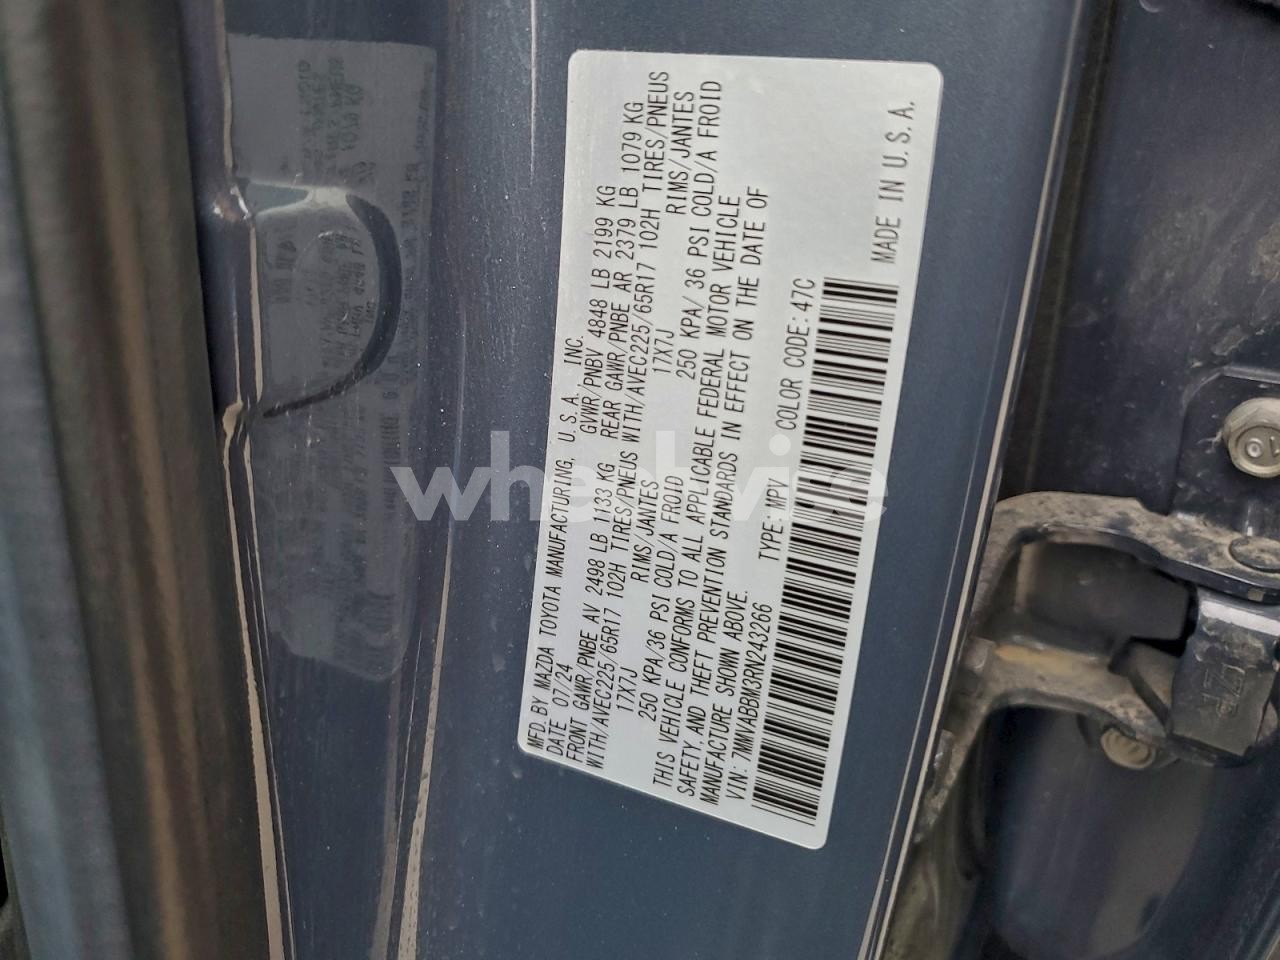 MFD. BY MAZDA TOYOTA MANUFACTURING, U.S.A. INC.
DATE 07/24 GWR/PNBV 4848 LB 2199 KG
FRONT GAWR/PNBE AV 2498 LB 1133 KG REAR GAWR/PNBE AR 2379 LB 1079 KG
WITH/AVEC225 65R17 102H TIRES/PNEUS WITH/AVEC225/65R17 102H TIRES/PNEUS
17X7J RIMS/JANTES 17X7J RIMS/JANTES
250 KPA/36 PSI COLD/A FROID 250 KPA/ 36 PSI COLD/A FROID
THIS VEHICLE CONFORMS TO ALL APPLICABLE FEDERAL MOTOR VEHICLE
SAFETY, AND THEFT PREVENTION STANDARDS IN EFFECT ON THE DATE OF
MANUFACTURE SHOWN ABOVE.
VIN: 7MMVABBM3RN243266 TYPE: MPV COLOR CODE: 47C
MADE IN U.S.A.